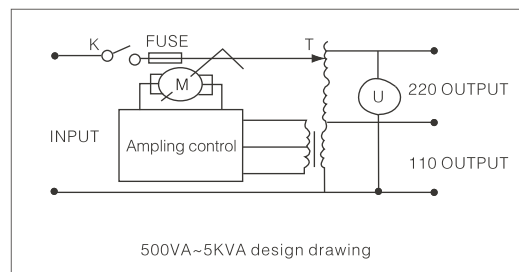 K FUSE T
M
U 220 OUTPUT
INPUT Ampling control
110 OUTPUT
500VA~5KVA design drawing